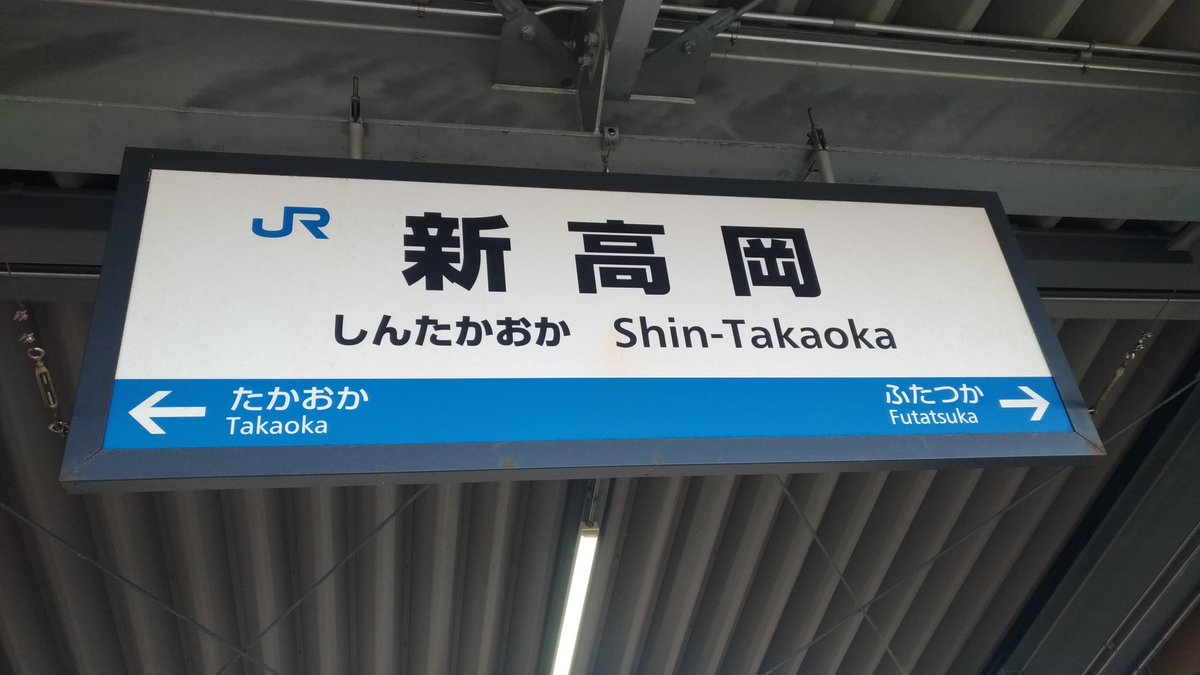 JR
新高岡
しんたかおか Shin-Takaoka
← たかおか
Takaoka
ふたつか →
Futatsuka